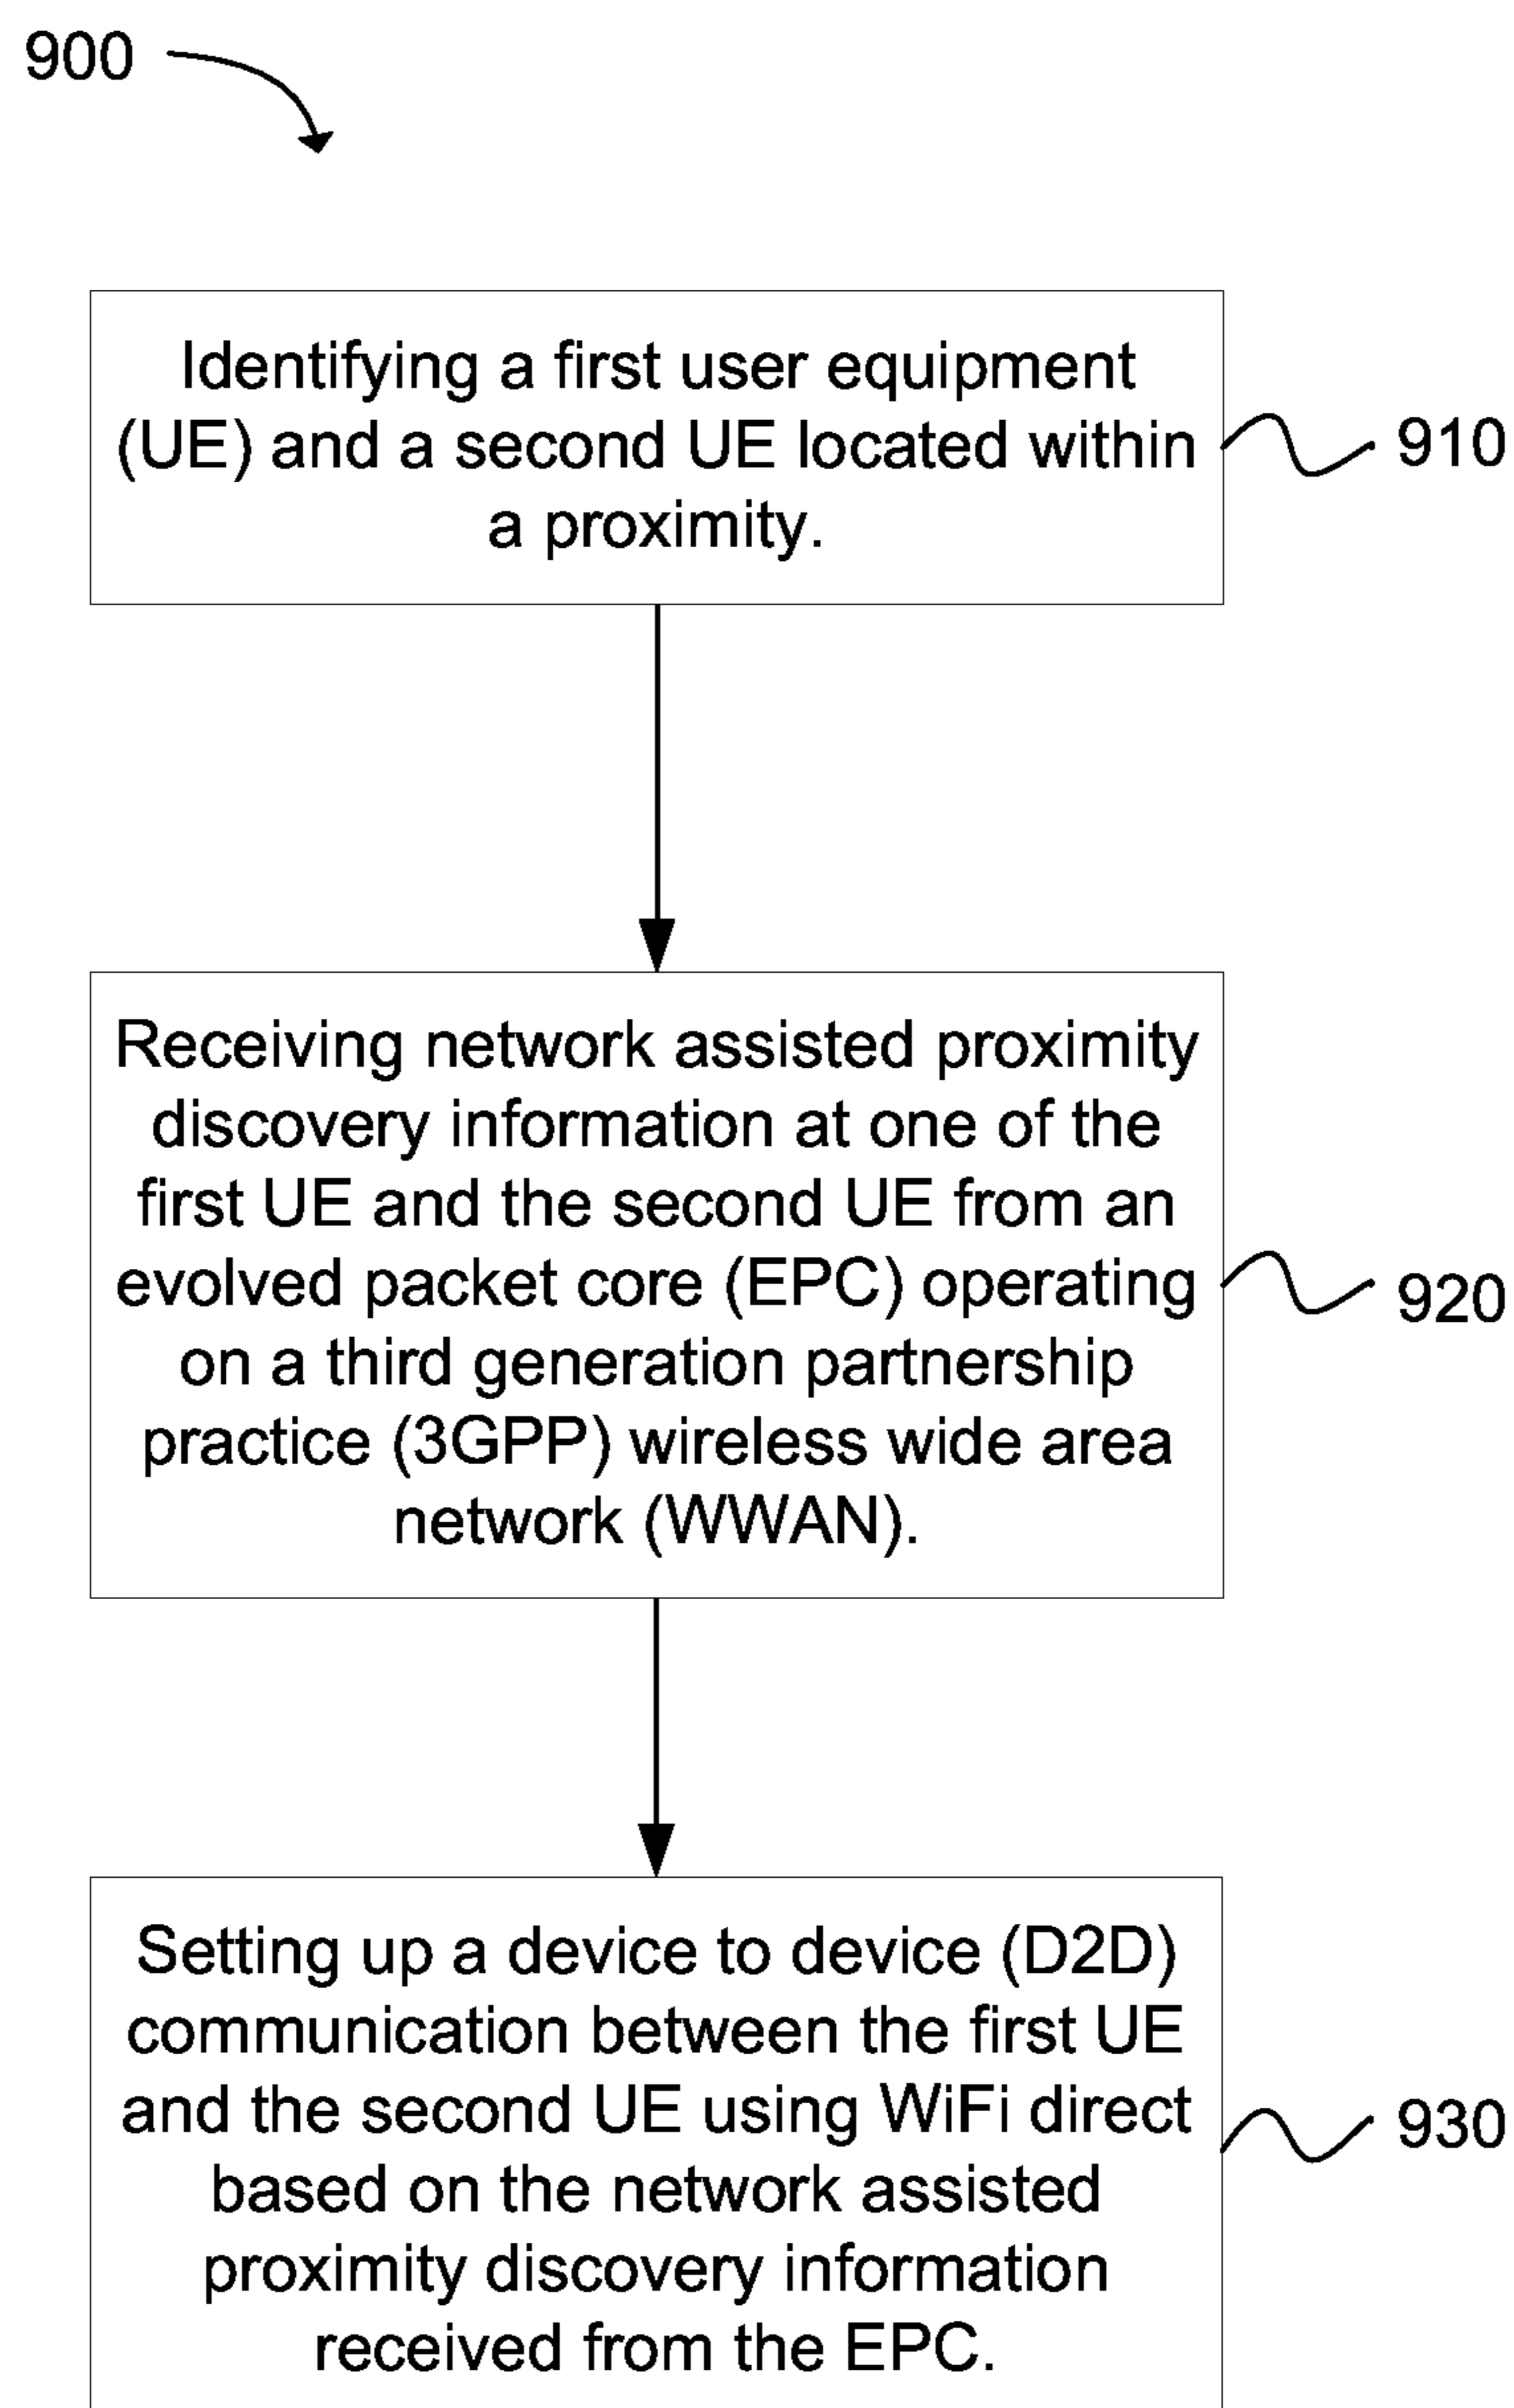 900
Identifying a first user equipment
(UE) and a second UE located within
a proximity.
910
Receiving network assisted proximity
discovery information at one of the
first UE and the second UE from an
evolved packet core (EPC) operating
on a third generation partnership
practice (3GPP) wireless wide area
network (WWAN).
920
Setting up a device to device (D2D)
communication between the first UE
and the second UE using WiFi direct
based on the network assisted
proximity discovery information
received from the EPC.
930